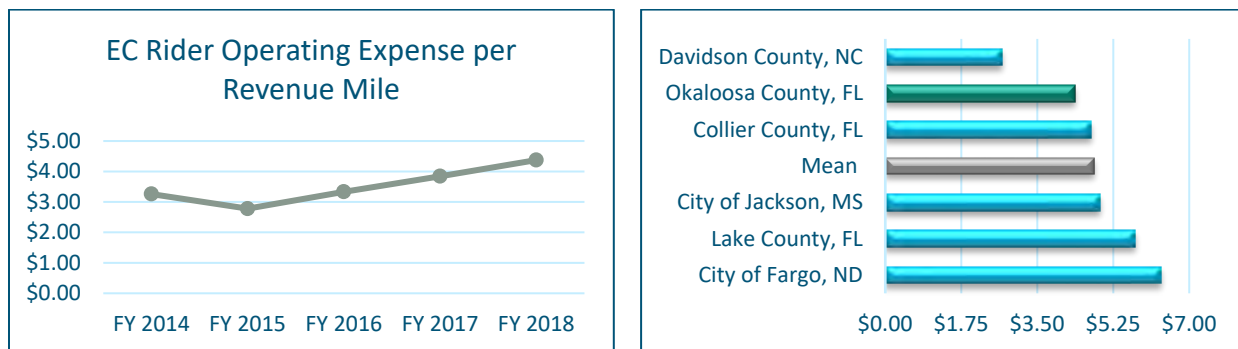 EC Rider Operating Expense per
Revenue Mile
$5.00
$4.00
$3.00
$2.00
$1.00
$0.00
FY 2014 FY 2015 FY 2016 FY 2017 FY 2018
Davidson County, NC
Okaloosa County, FL
Collier County, FL
Mean
City of Jackson, MS
Lake County, FL
City of Fargo, ND
$0.00 $1.75 $3.50 $5.25 $7.00